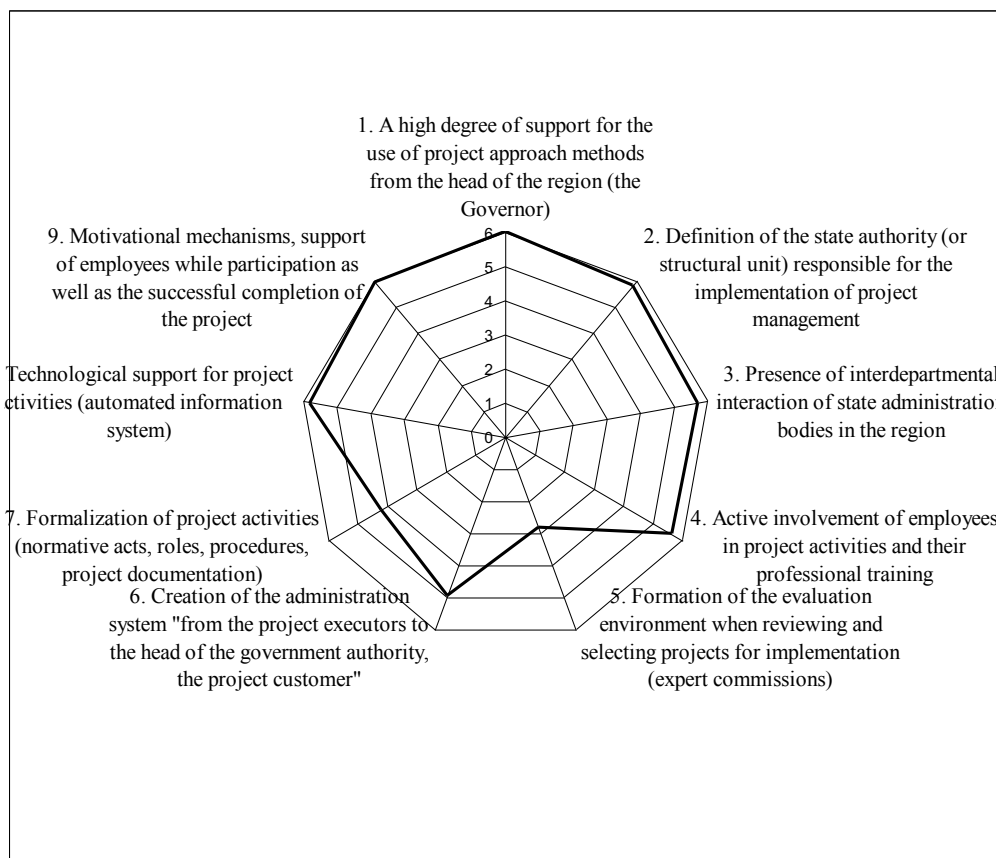 1. A high degree of support for the
use of project approach methods
from the head of the region (the
Governor)
2. Definition of the state authority (or
structural unit) responsible for the
implementation of project
management
3. Presence of interdepartmental
interaction of state administration
bodies in the region
4. Active involvement of employees
in project activities and their
professional training
5. Formation of the evaluation
environment when reviewing and
selecting projects for implementation
(expert commissions)
6. Creation of the administration
system "from the project executors to
the head of the government authority,
the project customer"
7. Formalization of project activities
(normative acts, roles, procedures,
project documentation)
Technological support for project
ctivities (automated information
system)
9. Motivational mechanisms, support
of employees while participation as
well as the successful completion of
the project
6
5
4
3
2
1
0